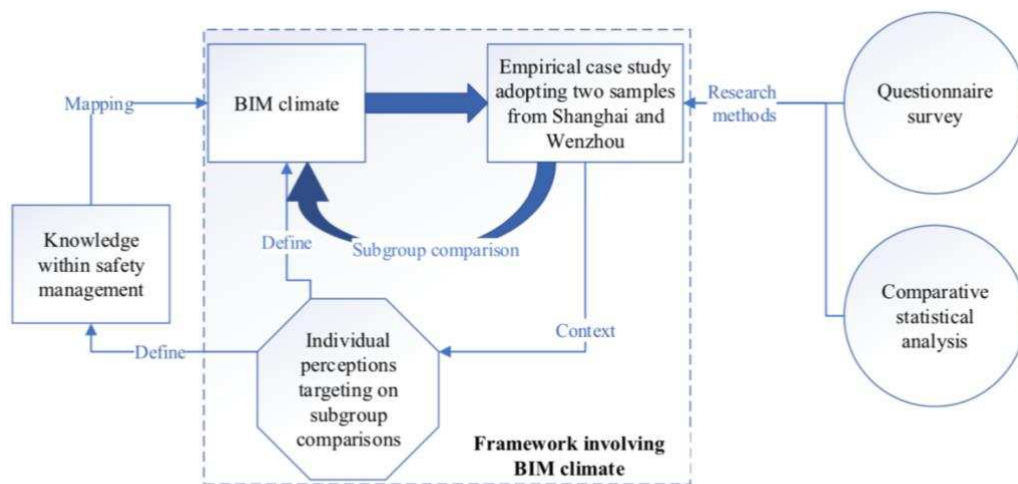 Mapping
BIM climate
Empirical case study
adopting two samples
from Shanghai and
Wenzhou
Research
methods
Questionnaire
survey
Knowledge
within safety
management
Define
Subgroup comparison
Comparative
statistical
analysis
Define
Individual
perceptions
targeting on
subgroup
comparisons
Context
Framework involving
BIM climate